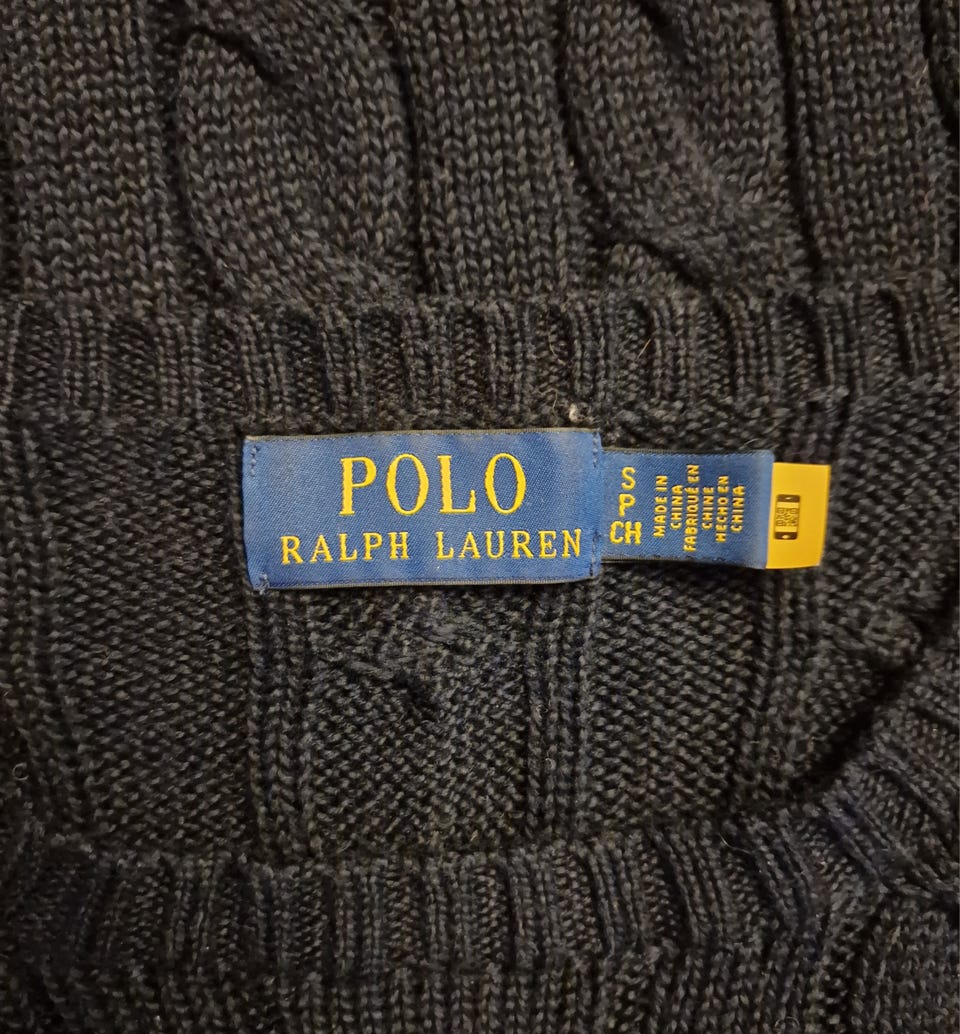 POLO
RALPH LAUREN
S
P
CH
MADE IN
CHINA
FABRIQUÉ EN
CHINE
HECHO EN
CHINA